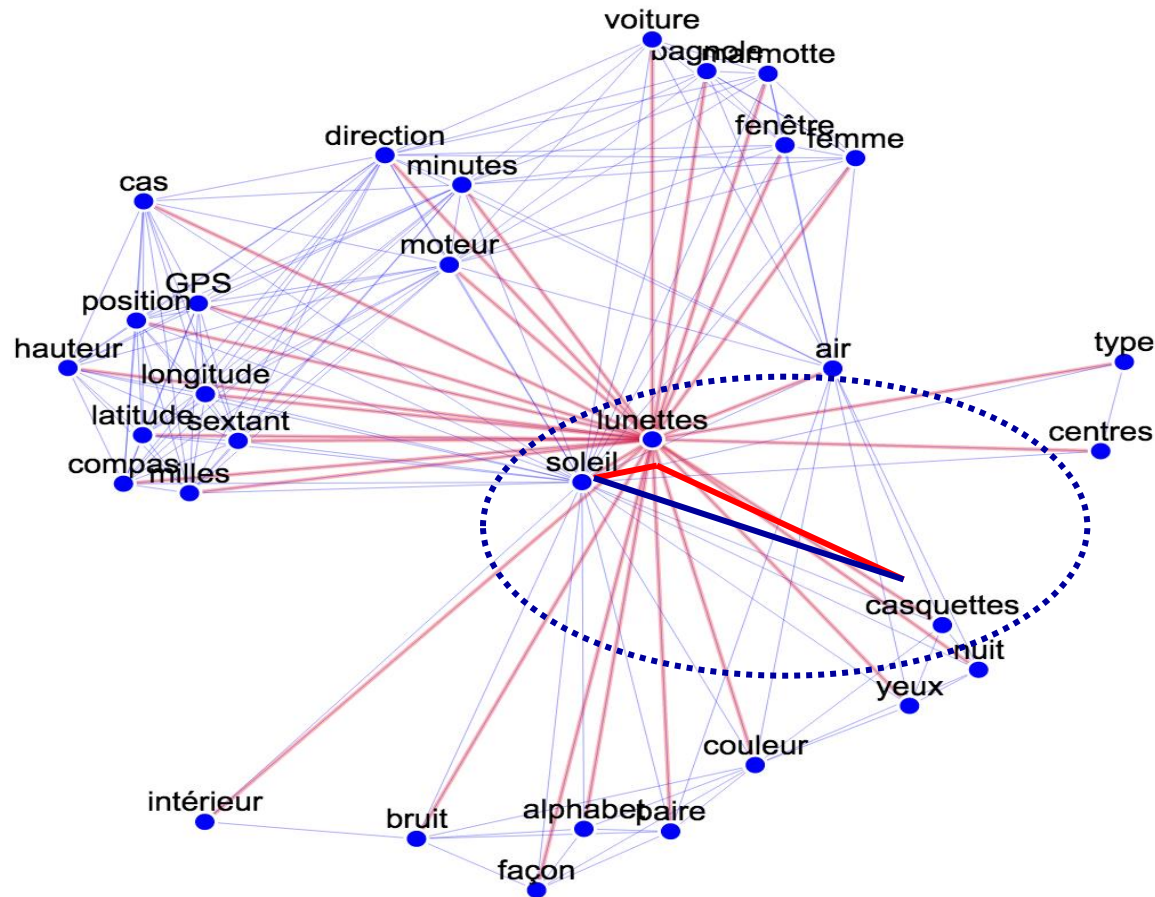 voiture
bagnole
marmotte
fenêtre
femme
direction
minutes
cas
moteur
GPS
position
hauteur
longitude
latitude
sextant
compas
milles
air
type
lunettes
centres
soleil
casquettes
nuit
yeux
couleur
intérieur
bruit
alphabet
paire
façon